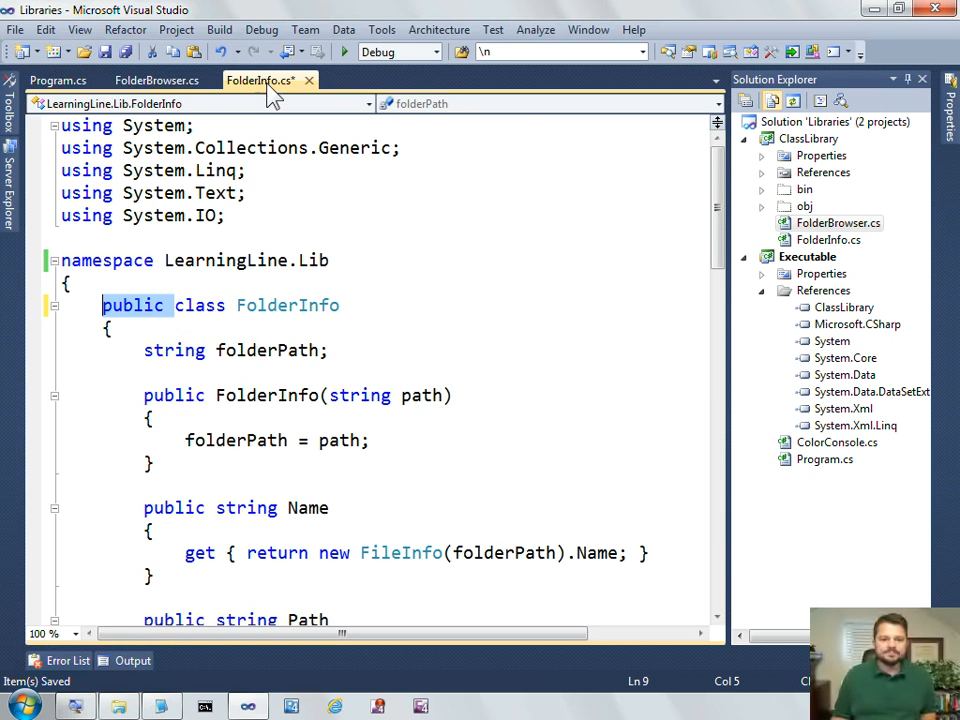 Libraries - Microsoft Visual Studio
File Edit View Refactor Project Build Debug Team Data Tools Architecture Test Analyze Window Help
Debug \n
Program.cs FolderBrowser.cs FolderInfo.cs*
LearningLine.Lib.FolderInfo folderPath
using System;
using System.Collections.Generic;
using System.Linq;
using System.Text;
using System.IO;
namespace LearningLine.Lib
{
public class FolderInfo
{
string folderPath;
public FolderInfo(string path)
{
folderPath = path;
}
public string Name
{
get { return new FileInfo(folderPath).Name; }
}
public string Path
100 %
Toolbox
Server Explorer
Solution Explorer
Solution 'Libraries' (2 projects)
ClassLibrary
Properties
References
bin
obj
FolderBrowser.cs
FolderInfo.cs
Executable
Properties
References
ClassLibrary
Microsoft.CSharp
System
System.Core
System.Data
System.Data.DataSetExt
System.Xml
System.Xml.Linq
ColorConsole.cs
Program.cs
Properties
Error List Output
Item(s) Saved Ln 9 Col 5